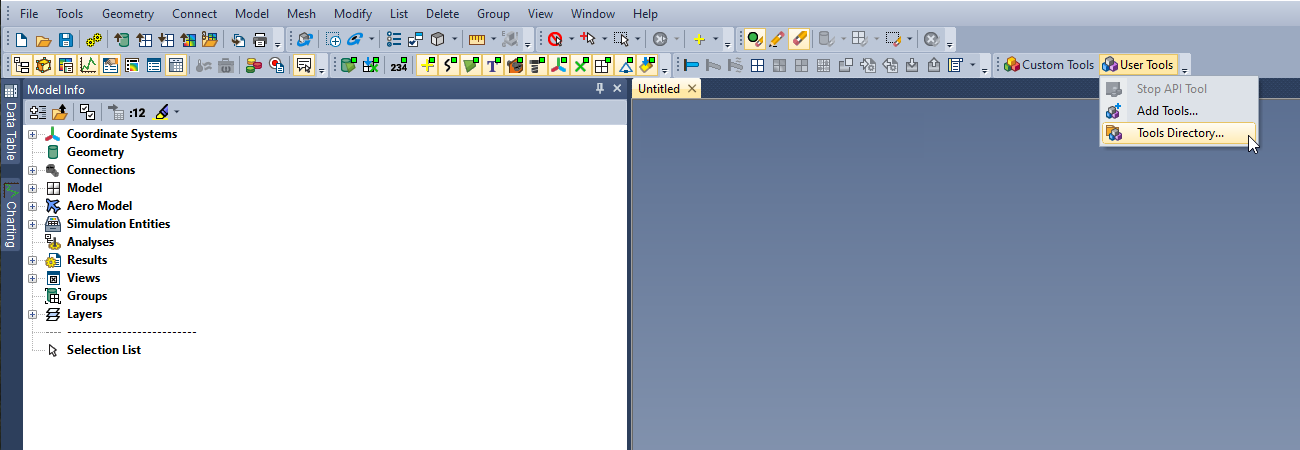 File Tools Geometry Connect Model Mesh Modify List Delete Group View Window Help
234 T Custom Tools User Tools
Model Info
Untitled
Stop API Tool
Add Tools...
Tools Directory...
:12
Data Table
Charting
Coordinate Systems
Geometry
Connections
Model
Aero Model
Simulation Entities
Analyses
Results
Views
Groups
Layers
Selection List